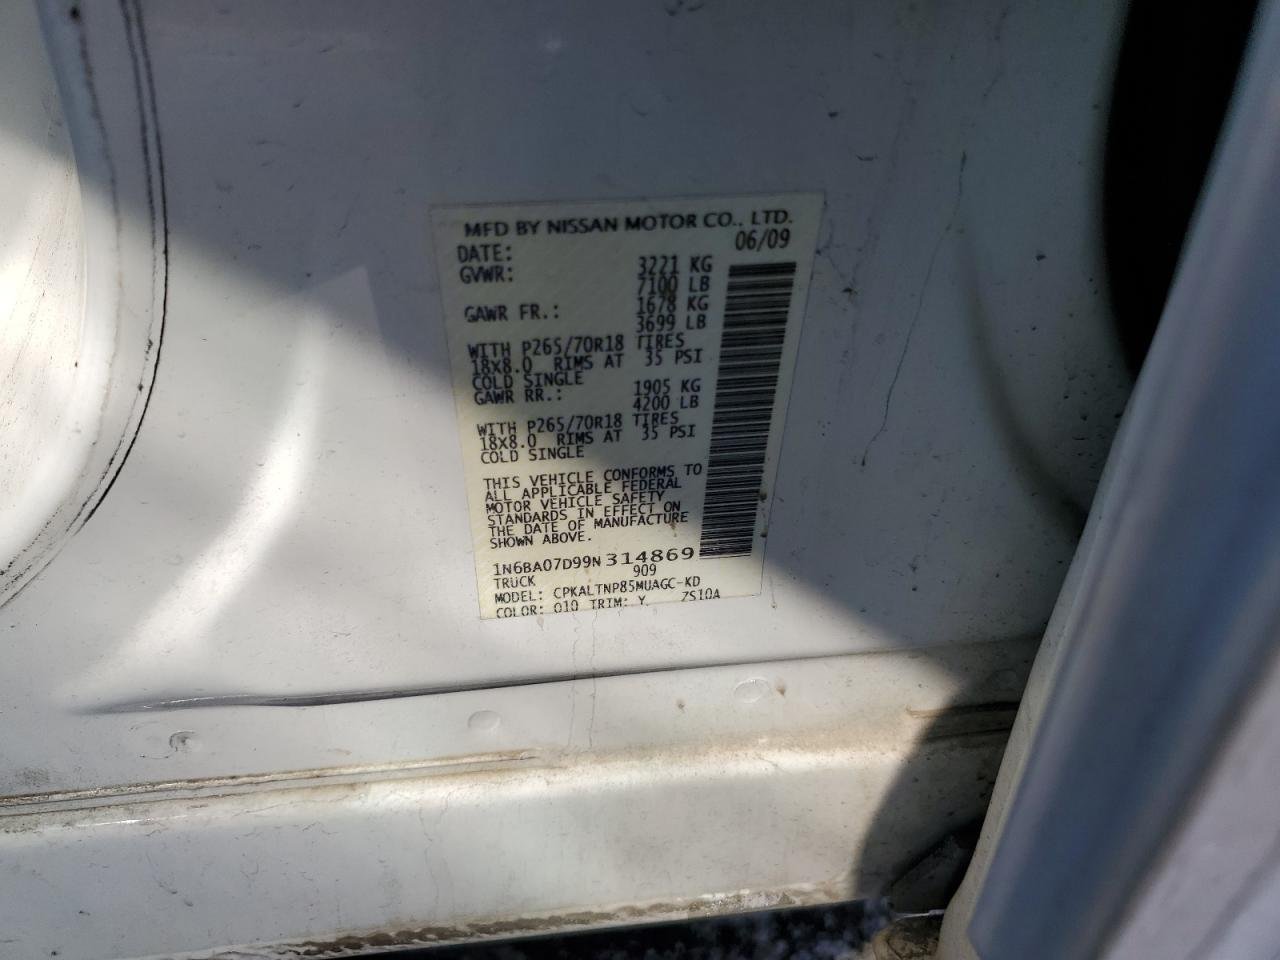 MFD BY NISSAN MOTOR CO., LTD.
DATE: 06/09
GVWR: 3221 KG
7100 LB
GAWR FR.: 1678 KG
3699 LB
WITH P265/70R18 TIRES
18X8.0 RIMS AT 35 PSI
COLD SINGLE
GAWR RR.: 1905 KG
4200 LB
WITH P265/70R18 TIRES
18X8.0 RIMS AT 35 PSI
COLD SINGLE
THIS VEHICLE CONFORMS TO
ALL APPLICABLE FEDERAL
MOTOR VEHICLE SAFETY
STANDARDS IN EFFECT ON
THE DATE OF MANUFACTURE
SHOWN ABOVE.
1N6BA07D99N314869
TRUCK 909
MODEL: CPKALTNP85MUAGC-KD
COLOR: Q10 TRIM: Y ZS10A